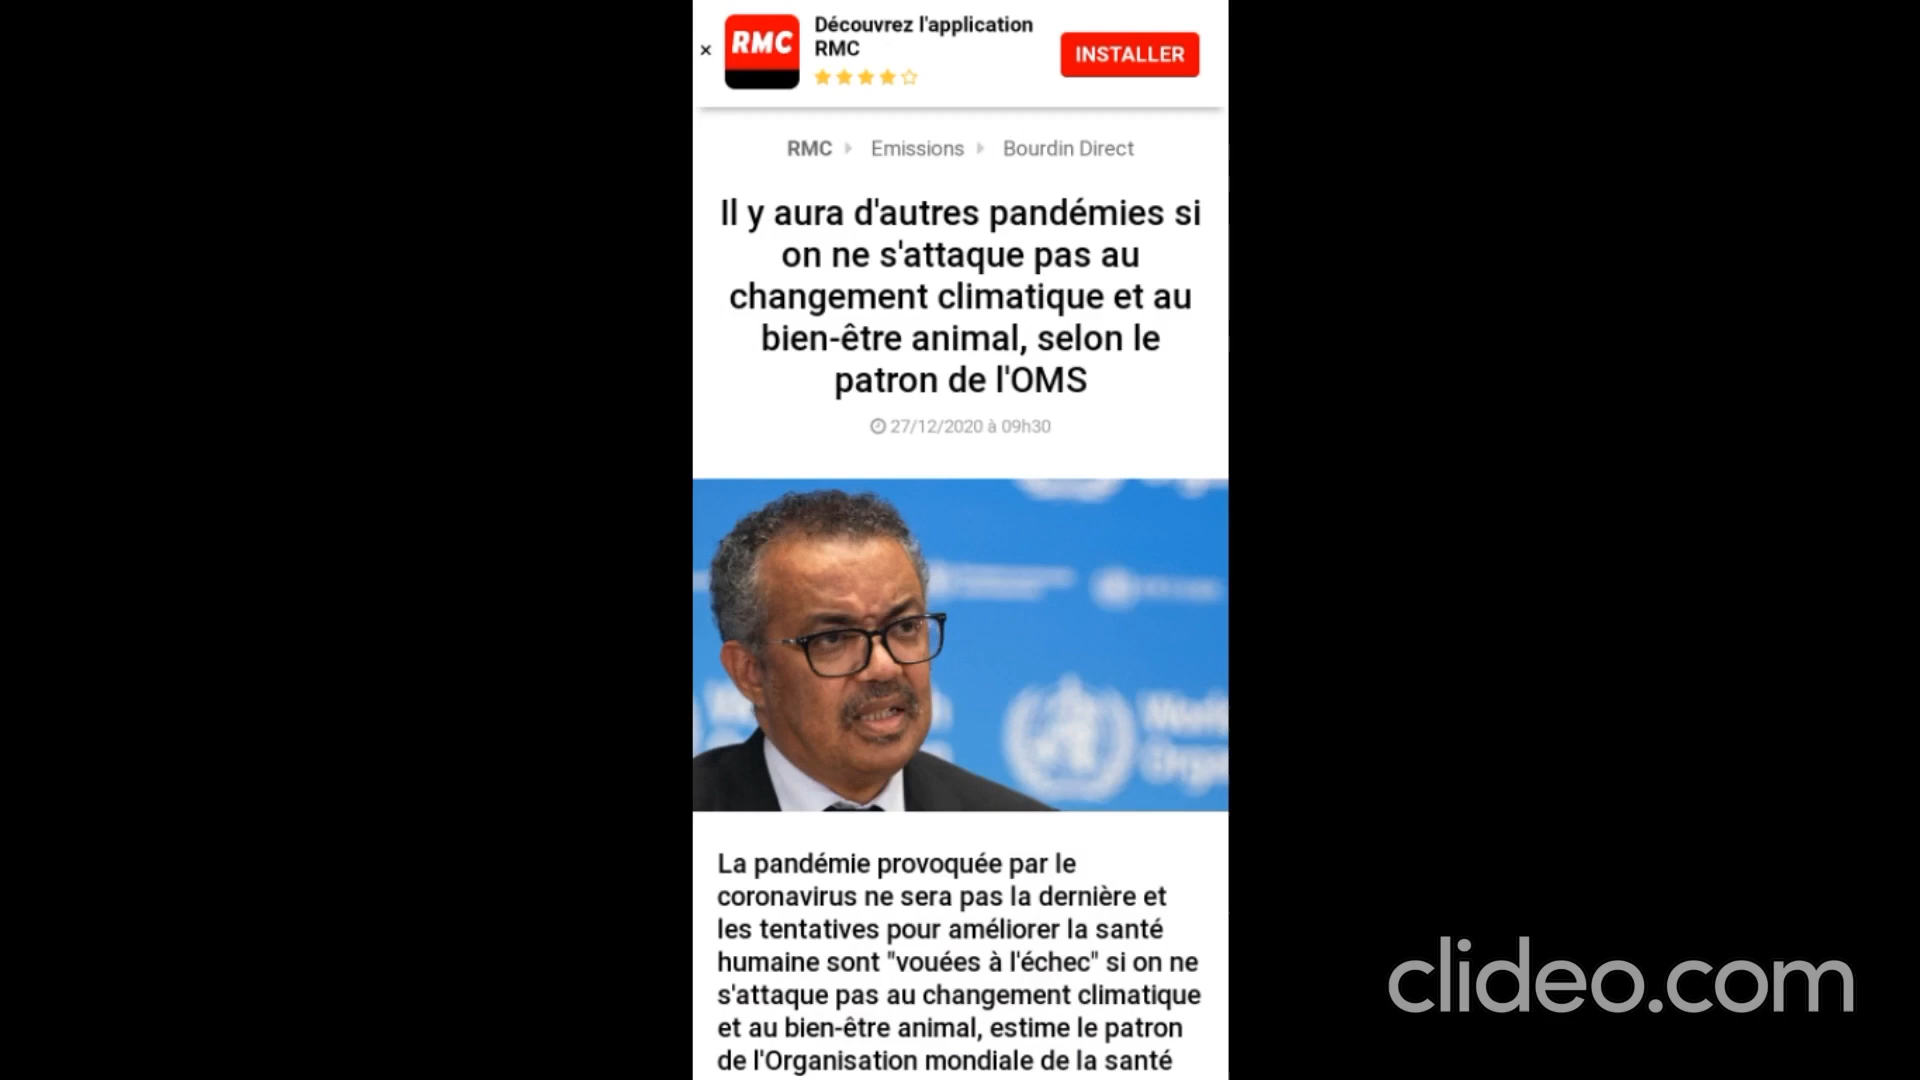 Découvrez l'application
RMC
RMC
INSTALLER
RMC Emissions Bourdin Direct
Il y aura d'autres pandémies si
on ne s'attaque pas au
changement climatique et au
bien-être animal, selon le
patron de l'OMS
27/12/2020 à 09h30
La pandémie provoquée par le
coronavirus ne sera pas la dernière et
les tentatives pour améliorer la santé
humaine sont "vouées à l'échec" si on ne
s'attaque pas au changement climatique
et au bien-être animal, estime le patron
de l'Organisation mondiale de la santé
clideo.com